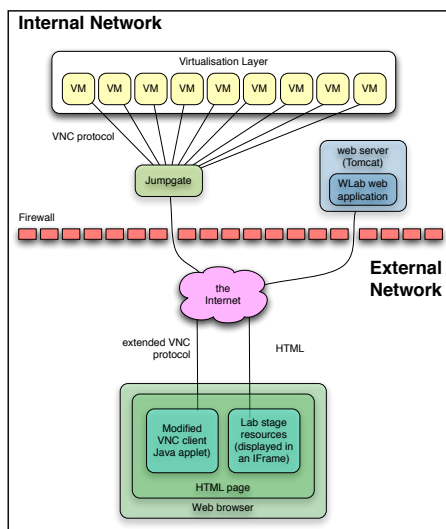 Internal Network
Virtualisation Layer
VM VM VM VM VM VM VM VM VM
VNC protocol
Jumpgate
web server
(Tomcat)
WLab web
application
Firewall
External
Network
the
Internet
extended VNC
protocol
HTML
Modified
VNC client
Java applet)
Lab stage
resources
(displayed in
an IFrame)
HTML page
Web browser